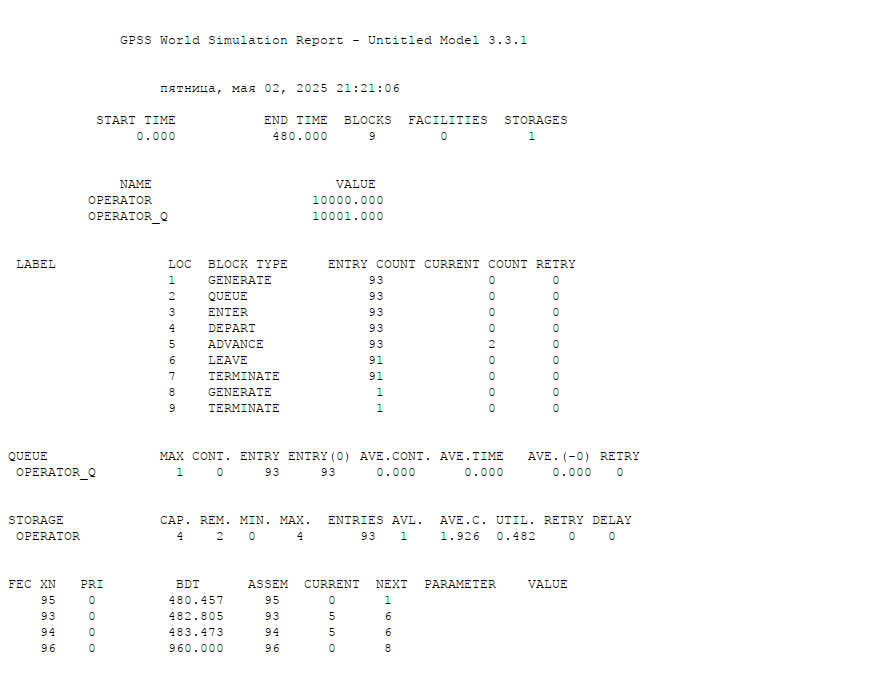 GPSS World Simulation Report - Untitled Model 3.3.1
пятница, мая 02, 2025 21:21:06
START TIME END TIME BLOCKS FACILITIES STORAGES
0.000 480.000 9 0 1
NAME VALUE
OPERATOR 10000.000
OPERATOR_Q 10001.000
LABEL LOC BLOCK TYPE ENTRY COUNT CURRENT COUNT RETRY
1 GENERATE 93 0 0
2 QUEUE 93 0 0
3 ENTER 93 0 0
4 DEPART 93 0 0
5 ADVANCE 93 2 0
6 LEAVE 91 0 0
7 TERMINATE 91 0 0
8 GENERATE 1 0 0
9 TERMINATE 1 0 0
QUEUE MAX CONT. ENTRY ENTRY(0) AVE.CONT. AVE.TIME AVE.(-0) RETRY
OPERATOR_Q 1 0 93 93 0.000 0.000 0.000 0
STORAGE CAP. REM. MIN. MAX. ENTRIES AVL. AVE.C. UTIL. RETRY DELAY
OPERATOR 4 2 0 4 93 1 1.926 0.482 0 0
FEC XN PRI BDT ASSEM CURRENT NEXT PARAMETER VALUE
95 0 480.457 95 0 1
93 0 482.805 93 5 6
94 0 483.473 94 5 6
96 0 960.000 96 0 8